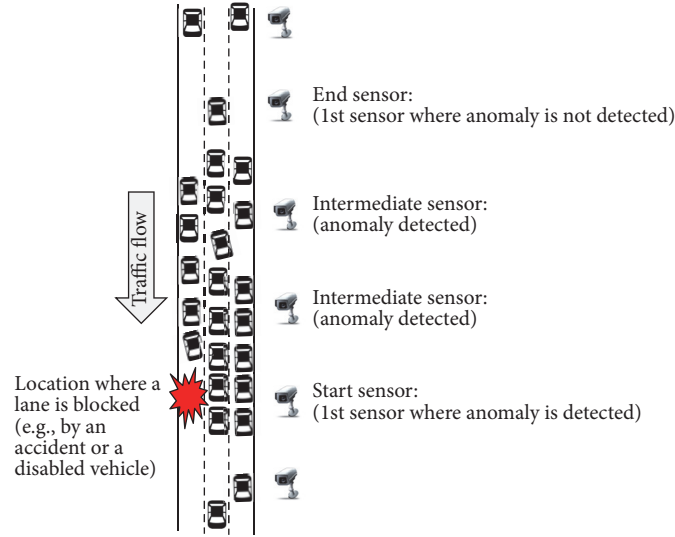 End sensor:
(1st sensor where anomaly is not detected)
Intermediate sensor:
(anomaly detected)
Traffic flow
Intermediate sensor:
(anomaly detected)
Location where a
lane is blocked
(e.g., by an
accident or a
disabled vehicle)
Start sensor:
(1st sensor where anomaly is detected)